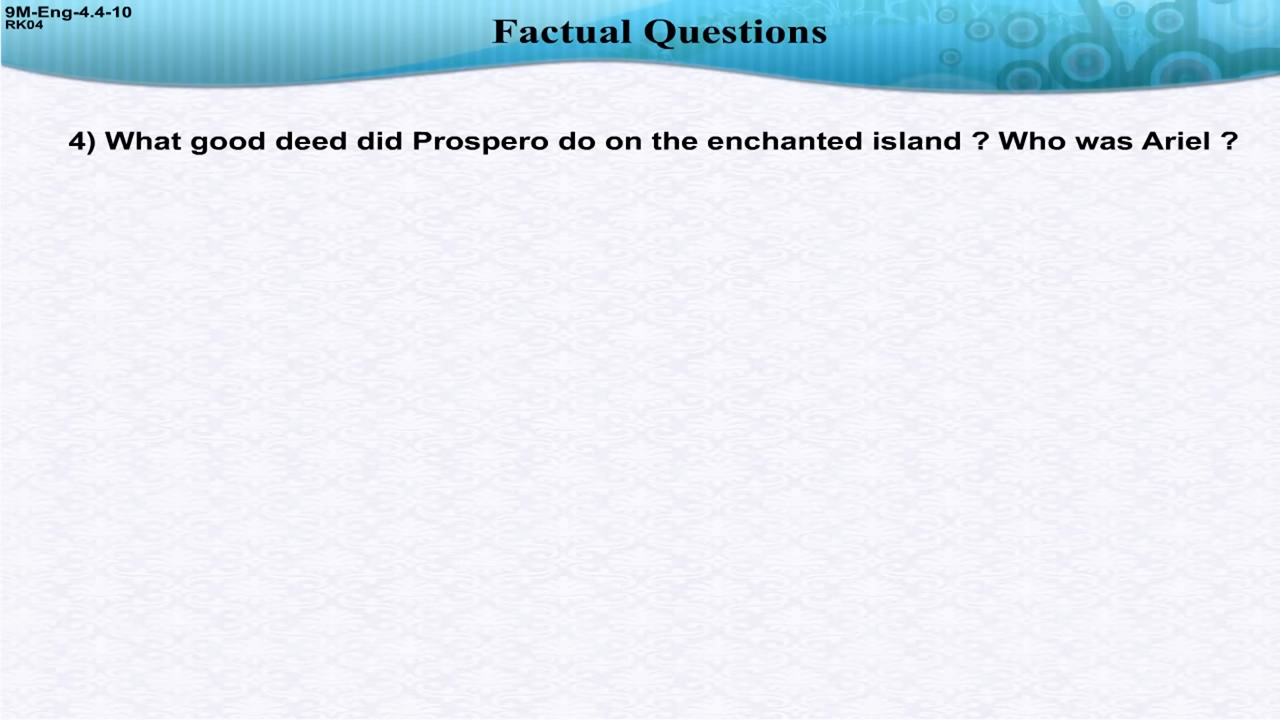 9M-Eng-4.4-10
RK04
Factual Questions
4) What good deed did Prospero do on the enchanted island ? Who was Ariel ?